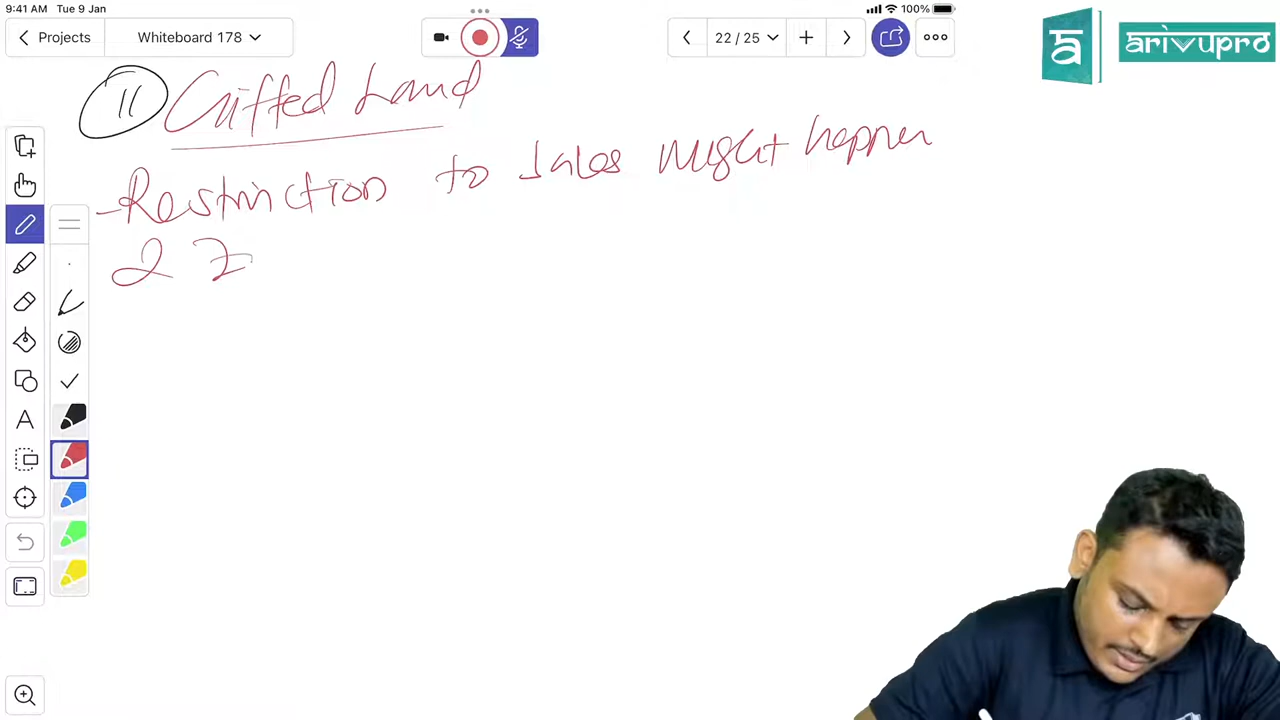 9:41 AM Tue 9 Jan 100%
Projects Whiteboard 178 22 / 25 arivupro
11 Gifted Land
-Restriction to Sales might happen
2 I
A